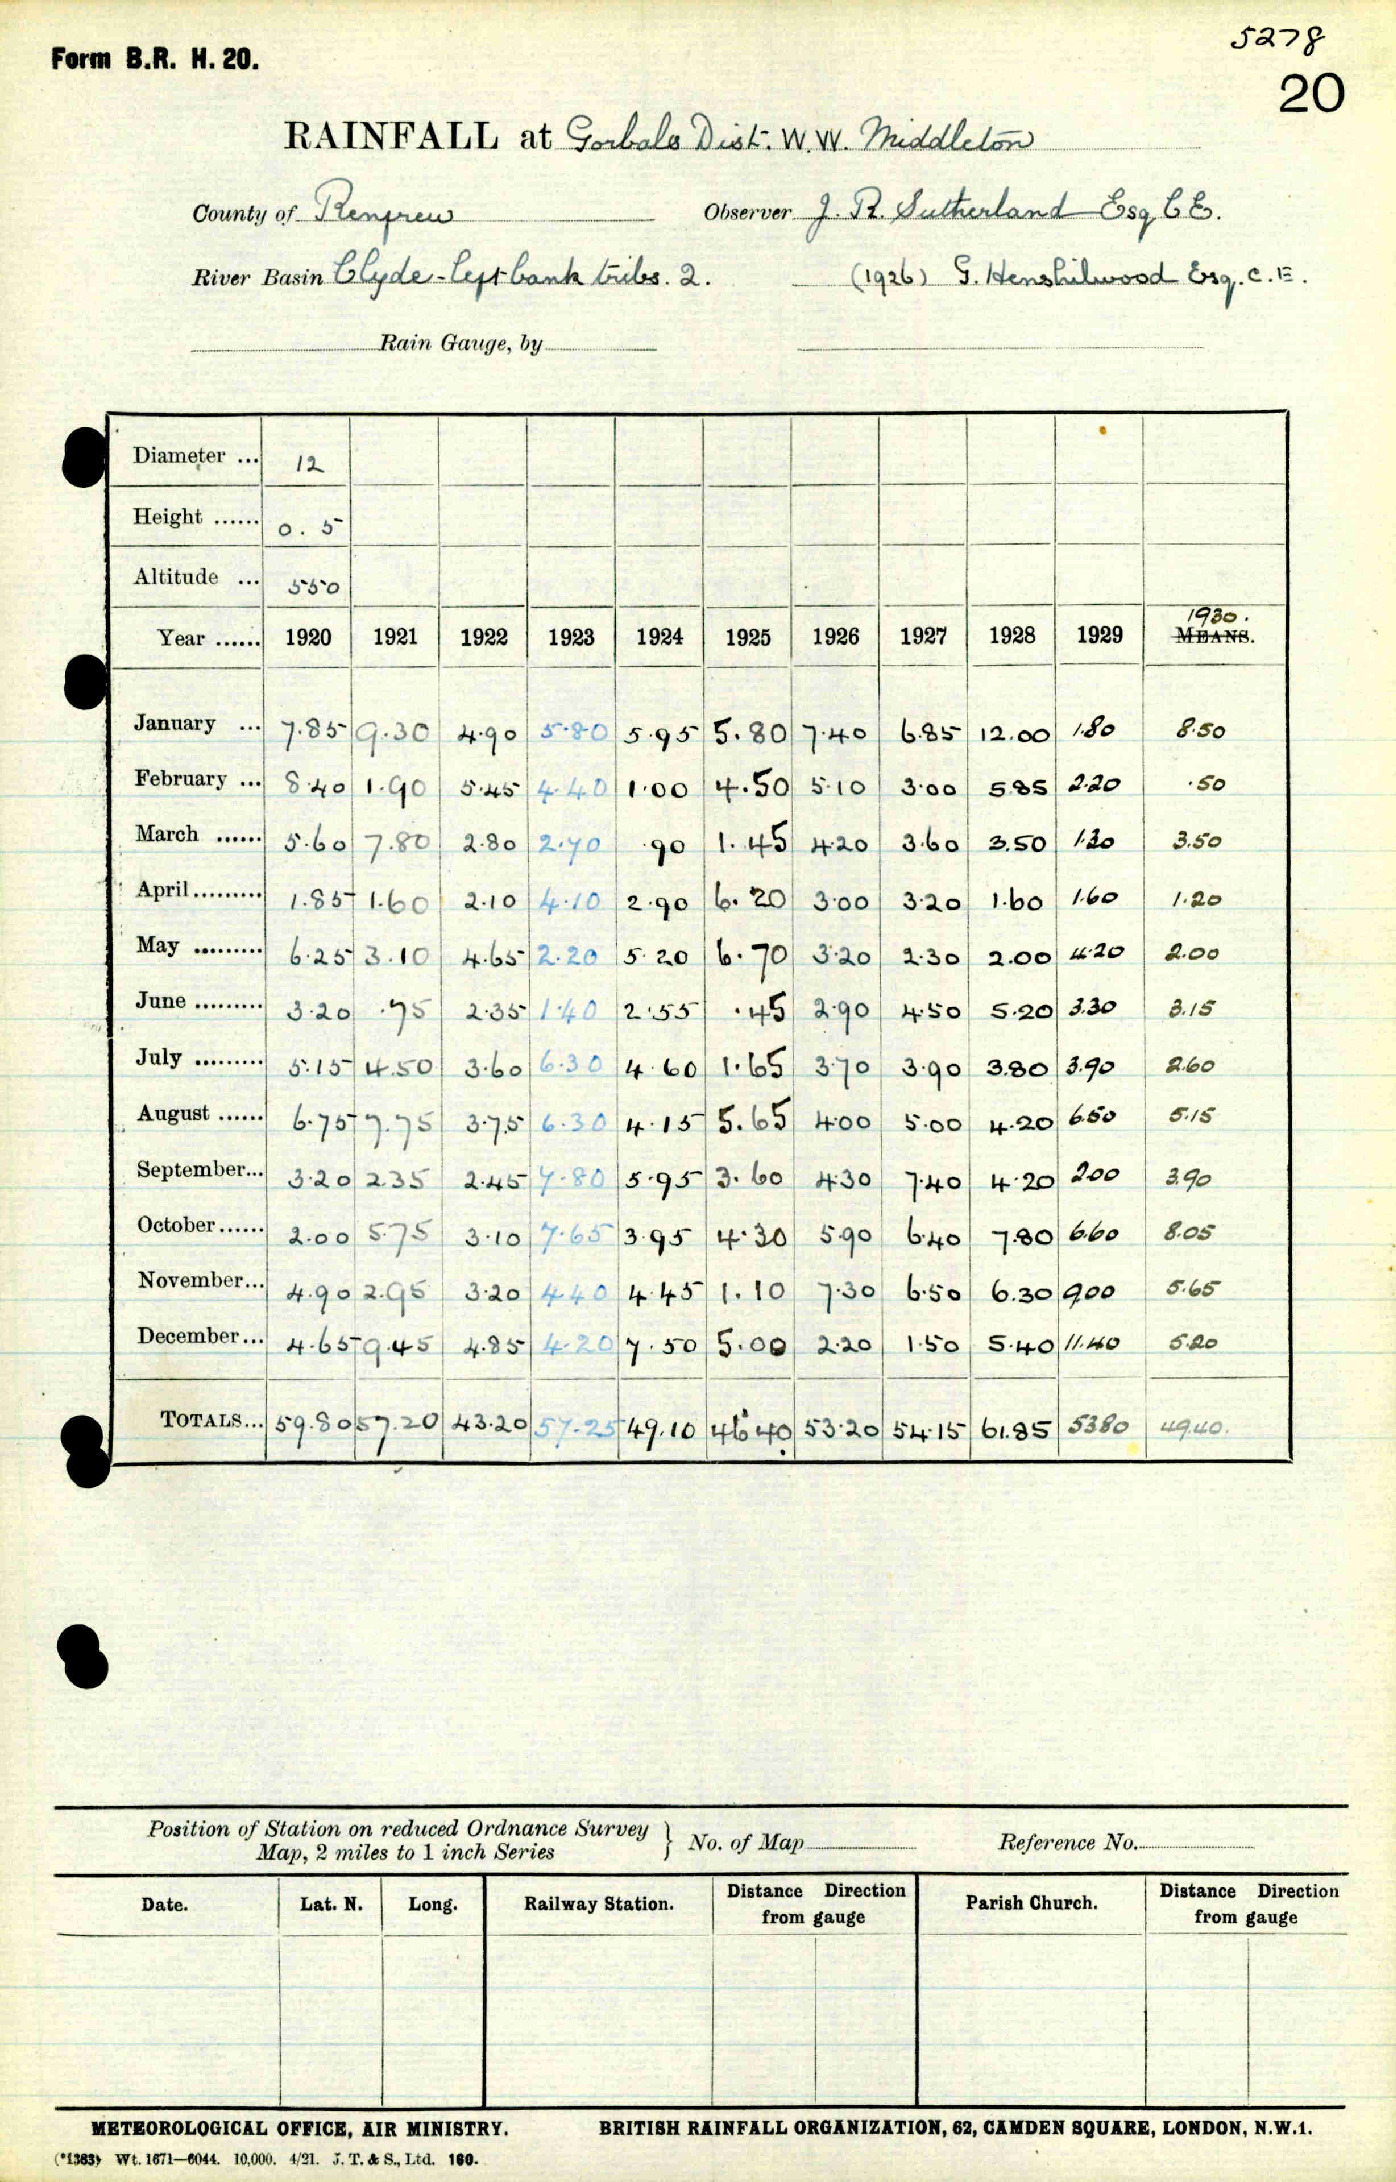 5278
Form B.R. H. 20.
20
RAINFALL at Gorbals Dist. W.W. Middleton
County of Renfrew Observer J. R. Sutherland Esq C E.
River Basin Clyde - left bank tribs. 2. (1926) G. Henshilwood Esq. C. E.
Rain Gauge, by
Diameter ... 12
Height ...... 0.5
Altitude ... 550
1930.
Year ...... 1920 1921 1922 1923 1924 1925 1926 1927 1928 1929 MEANS.
January ... 7.85 9.30 4.90 5.80 5.95 5.80 7.40 6.85 12.00 1.80 8.50
February ... 8.40 1.90 5.45 4.40 1.00 4.50 5.10 3.00 5.85 2.20 .50
March ...... 5.60 7.80 2.80 2.70 .90 1.45 4.20 3.60 3.50 1.30 3.50
April......... 1.85 1.60 2.10 4.10 2.90 6.20 3.00 3.20 1.60 1.60 1.20
May ......... 6.25 3.10 4.65 2.20 5.20 6.70 3.20 2.30 2.00 4.20 2.00
June ......... 3.20 .75 2.35 1.40 2.55 .45 2.90 4.50 5.20 3.30 3.15
July ......... 5.15 4.50 3.60 6.30 4.60 1.65 3.70 3.90 3.80 3.90 2.60
August ...... 6.75 7.75 3.75 6.30 4.15 5.65 4.00 5.00 4.20 6.50 5.15
September... 3.20 2.35 2.45 7.80 5.95 3.60 4.30 7.40 4.20 2.00 3.90
October...... 2.00 5.75 3.10 7.65 3.95 4.30 5.90 6.40 7.80 6.60 8.05
November... 4.90 2.95 3.20 4.40 4.45 1.10 7.30 6.50 6.30 9.00 5.65
December... 4.65 9.45 4.85 4.20 7.50 5.00 2.20 1.50 5.40 11.40 5.20
TOTALS... 59.80 57.20 43.20 57.25 49.10 46.40 53.20 54.15 61.85 53.80 49.40.
Position of Station on reduced Ordnance Survey
Map, 2 miles to 1 inch Series } No. of Map Reference No.
Date. Lat. N. Long. Railway Station. Distance Direction from gauge Parish Church. Distance Direction from gauge
METEOROLOGICAL OFFICE, AIR MINISTRY. BRITISH RAINFALL ORGANIZATION, 62, CAMDEN SQUARE, LONDON, N.W.1.
(*1383) Wt. 1671—6044. 10,000. 4/21. J. T. & S., Ltd. 160.